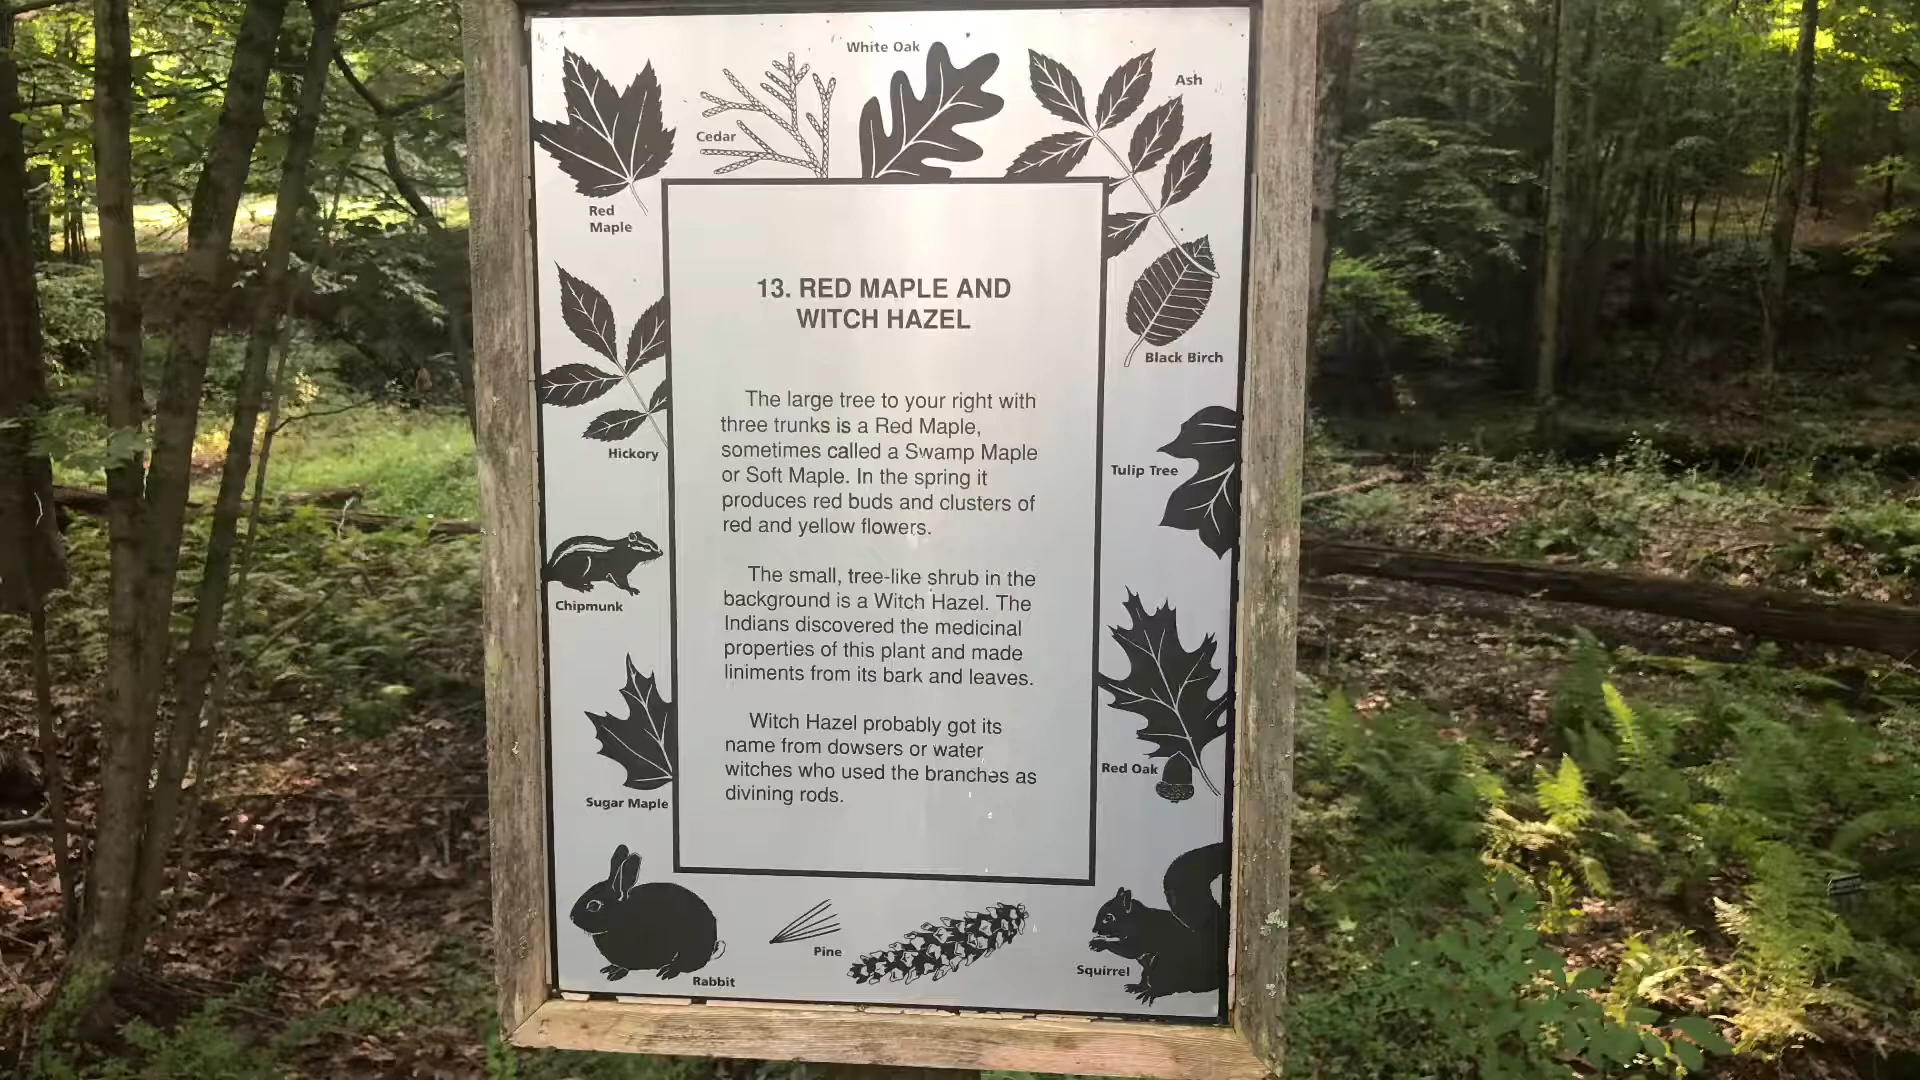 White Oak
Ash
Cedar
Red
Maple
13. RED MAPLE AND
WITCH HAZEL
Black Birch
The large tree to your right with
three trunks is a Red Maple,
sometimes called a Swamp Maple
or Soft Maple. In the spring it
produces red buds and clusters of
red and yellow flowers.
Hickory
Tulip Tree
The small, tree-like shrub in the
background is a Witch Hazel. The
Indians discovered the medicinal
properties of this plant and made
liniments from its bark and leaves.
Chipmunk
Witch Hazel probably got its
name from dowsers or water
witches who used the branches as
divining rods.
Red Oak
Sugar Maple
Pine
Squirrel
Rabbit